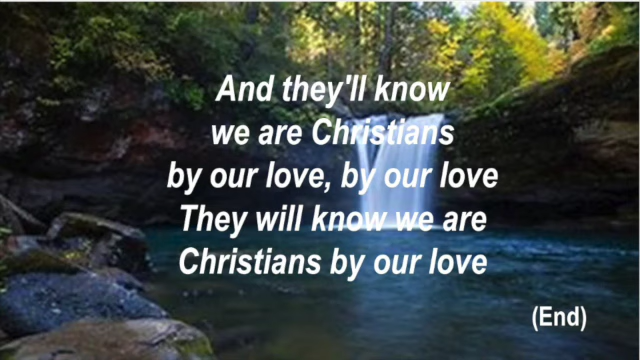 And they'll know
we are Christians
by our love, by our love
They will know we are
Christians by our love
(End)